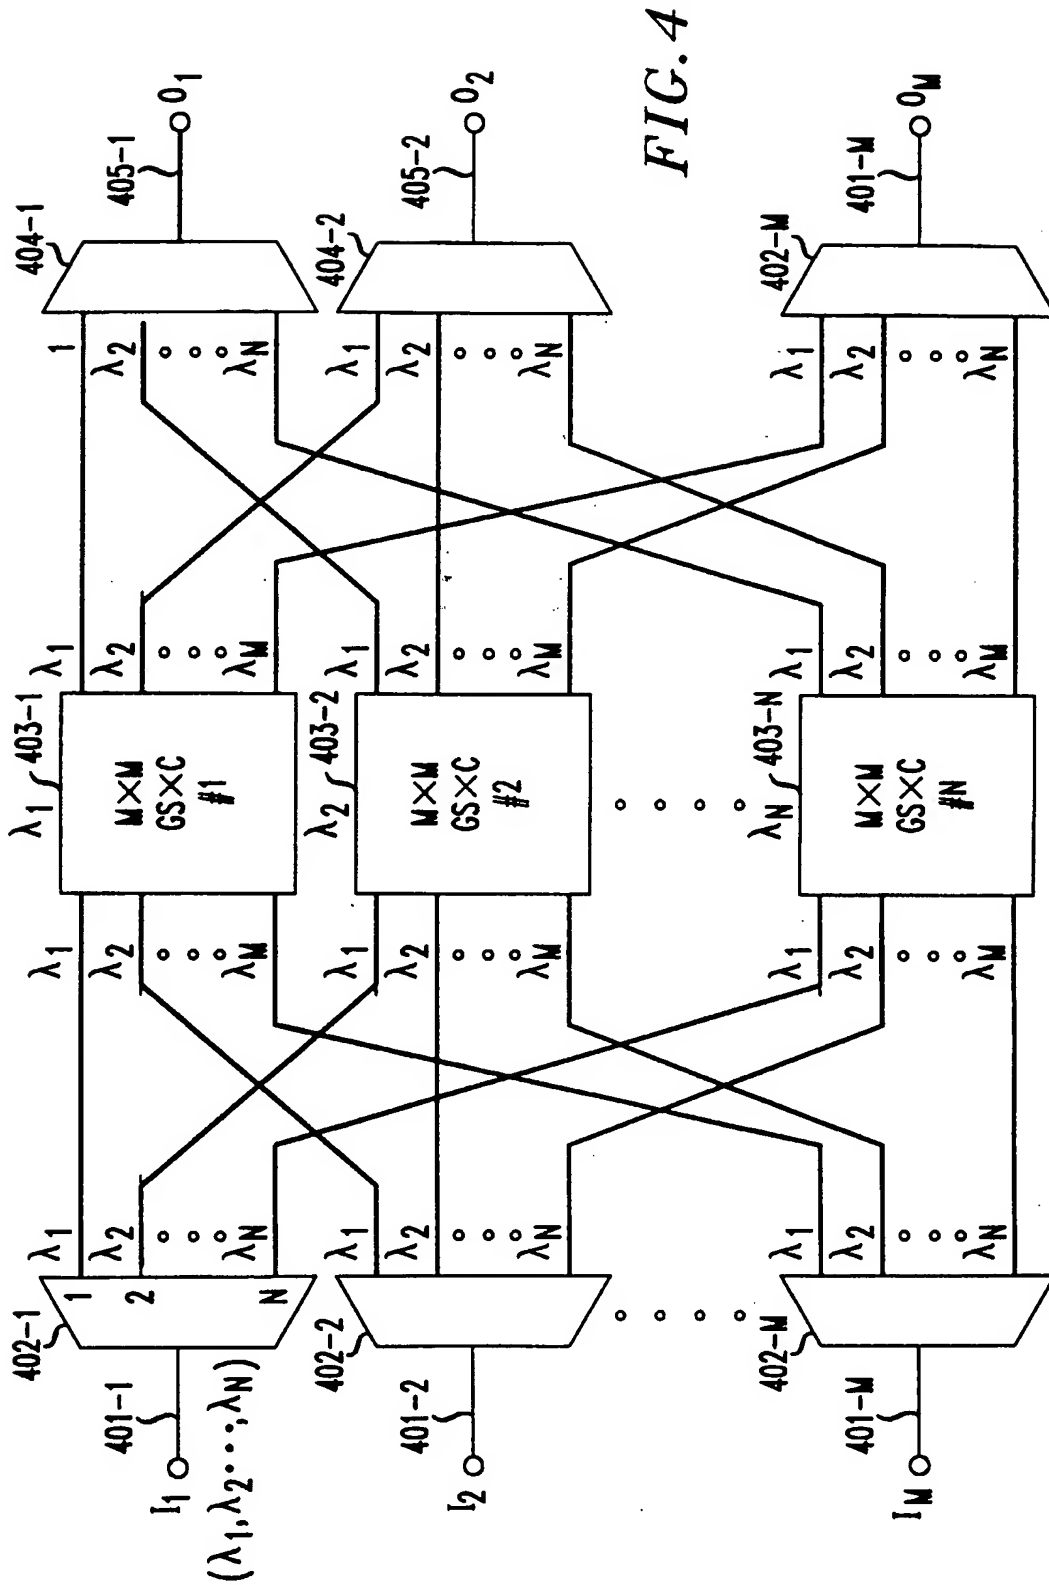 402-1 λ1 403-1 404-1
λ1 λ1 λ1 1
1
401-1 λ2 λ2 λ2 λ2 405-1
2
M×M
I1 O1
GS×C
#1
(λ1,λ2···,λN) λN λM λM λN
N
402-2 λ2 403-2 404-2
λ1 λ1 λ1 λ1
401-2 λ2 λ2 λ2 λ2 405-2
M×M
I2 O2
GS×C
#2
λN λM λM λN
FIG. 4
402-M λN 403-N 402-M
λ1 λ1 λ1 λ1
401-M λ2 λ2 λ2 λ2 401-M
M×M
IM OM
GS×C
#N
λN λM λM λN